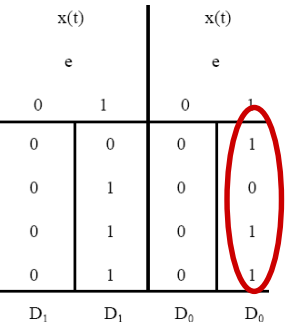 x(t) x(t)
e e
0 1 0 1
0 0 0 1
0 1 0 0
0 1 0 1
0 1 0 1
D₁ D₁ D₀ D₀